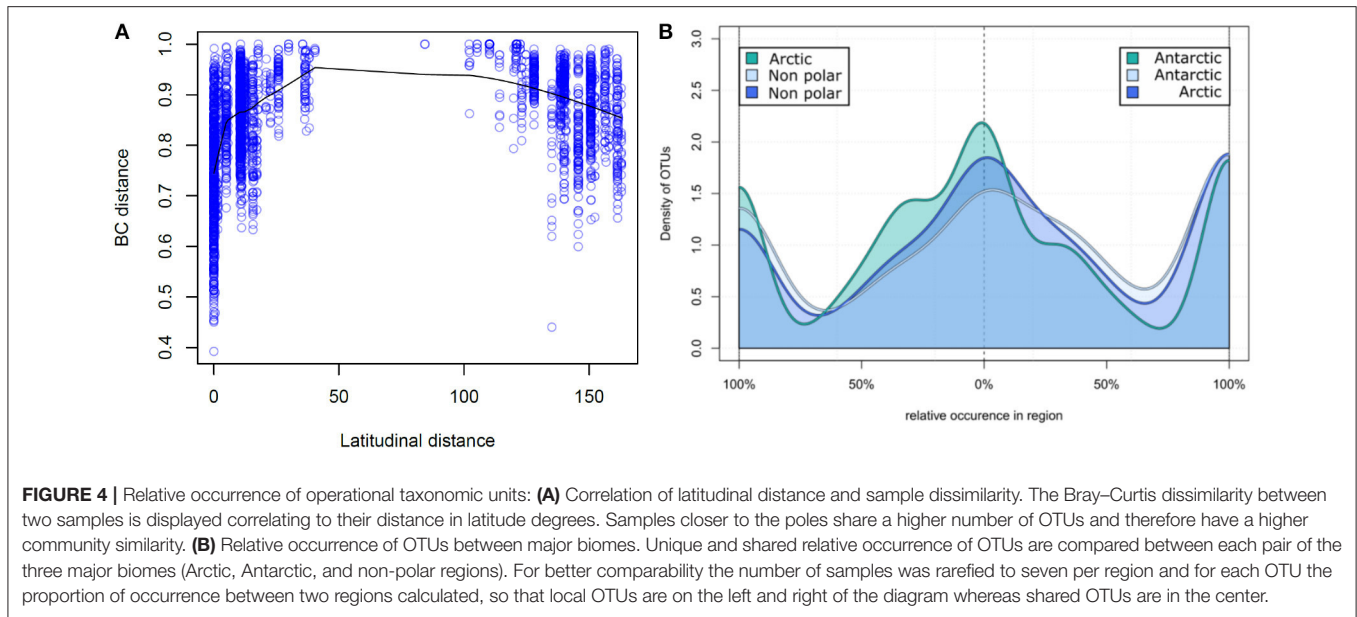 A
BC distance
1.0
0.9
0.8
0.7
0.6
0.5
0.4
0
50
100
150
Latitudinal distance
B
Density of OTUs
3.0
2.5
2.0
1.5
1.0
0.5
0.0
Arctic
Non polar
Non polar
Antarctic
Antarctic
Arctic
100%
50%
0%
50%
100%
relative occurence in region
FIGURE 4 | Relative occurrence of operational taxonomic units: (A) Correlation of latitudinal distance and sample dissimilarity. The Bray–Curtis dissimilarity between
two samples is displayed correlating to their distance in latitude degrees. Samples closer to the poles share a higher number of OTUs and therefore have a higher
community similarity. (B) Relative occurrence of OTUs between major biomes. Unique and shared relative occurrence of OTUs are compared between each pair of the
three major biomes (Arctic, Antarctic, and non-polar regions). For better comparability the number of samples was rarefied to seven per region and for each OTU the
proportion of occurrence between two regions calculated, so that local OTUs are on the left and right of the diagram whereas shared OTUs are in the center.